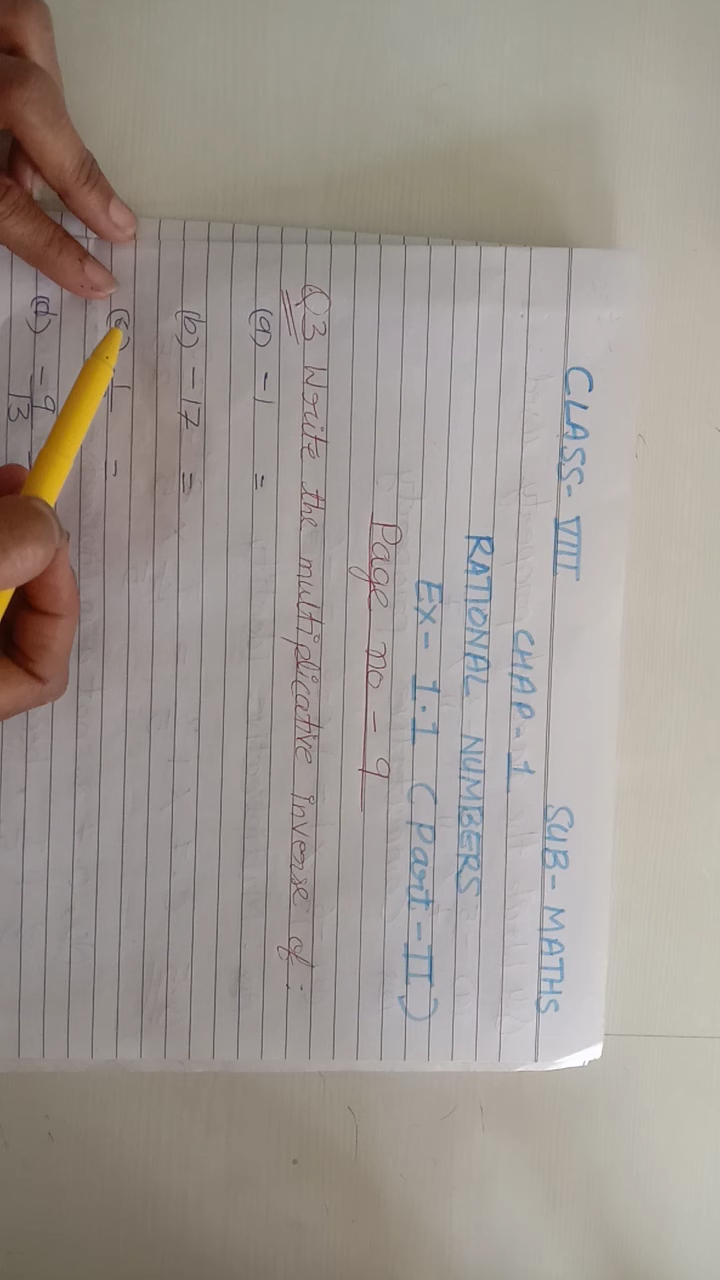 CLASS- VIII SUB- MATHS
CHAP- 1
RATIONAL NUMBERS
EX- 1.1 (Part-II)
Page no - 9
Q3 Write the multiplicative inverse of:
(a) -1 =
(b) -17 =
(c) 1 =
(d) -9/13